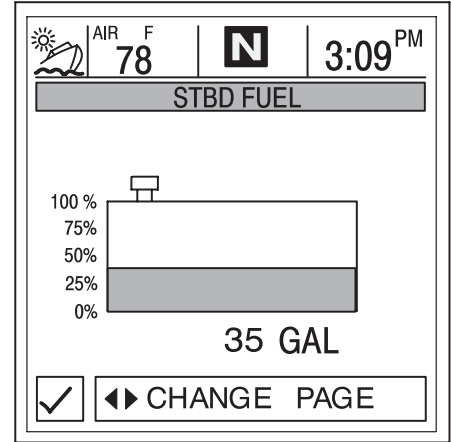 AIR F
78
N
3:09 PM
STBD FUEL
100 %
75%
50%
25%
0%
35 GAL
CHANGE PAGE